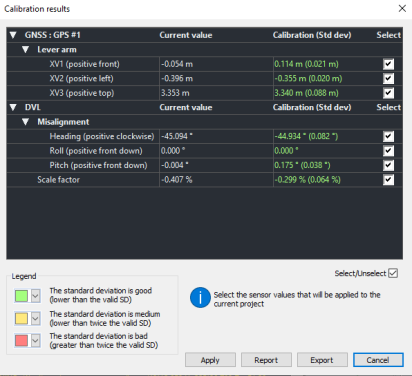 Calibration results
GNSS : GPS #1 Current value Calibration (Std dev) Select
Lever arm
XV1 (positive front) -0.054 m 0.114 m (0.021 m)
XV2 (positive left) -0.396 m -0.355 m (0.020 m)
XV3 (positive top) 3.353 m 3.340 m (0.088 m)
DVL Current value Calibration (Std dev) Select
Misalignment
Heading (positive clockwise) -45.094 ° -44.934 ° (0.082 °)
Roll (positive front down) 0.000 ° 0.000 °
Pitch (positive front down) -0.004 ° 0.175 ° (0.038 °)
Scale factor -0.407 % -0.299 % (0.064 %)
Select/Unselect
Legend
The standard deviation is good
(lower than the valid SD)
The standard deviation is medium
(lower than twice the valid SD)
The standard deviation is bad
(greater than twice the valid SD)
Select the sensor values that will be applied to the
current project
Apply Report Export Cancel